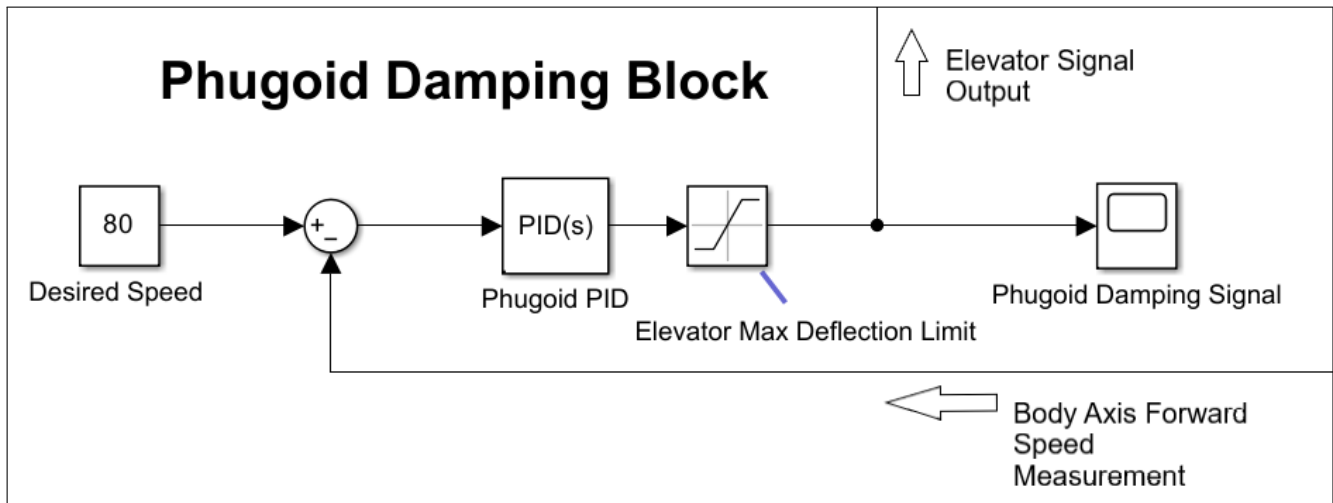 Phugoid Damping Block
Elevator Signal
Output
80
+
−
PID(s)
Desired Speed
Phugoid PID
Elevator Max Deflection Limit
Phugoid Damping Signal
Body Axis Forward
Speed
Measurement